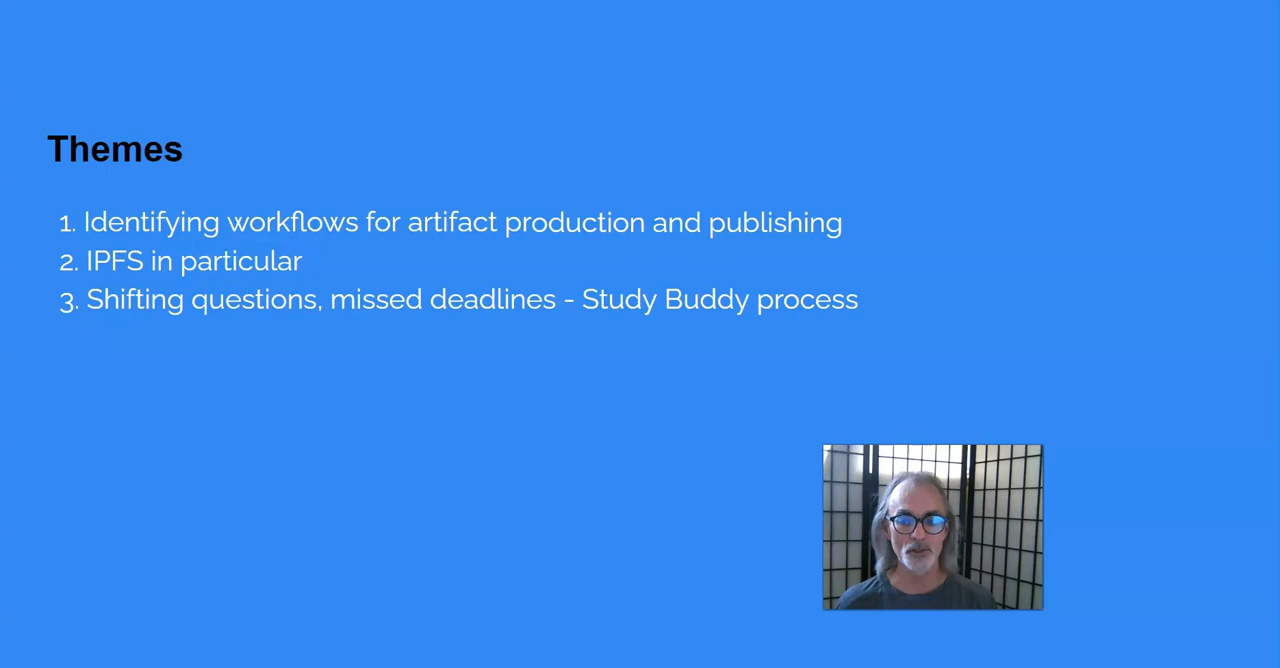 Themes
1. Identifying workflows for artifact production and publishing
2. IPFS in particular
3. Shifting questions, missed deadlines - Study Buddy process